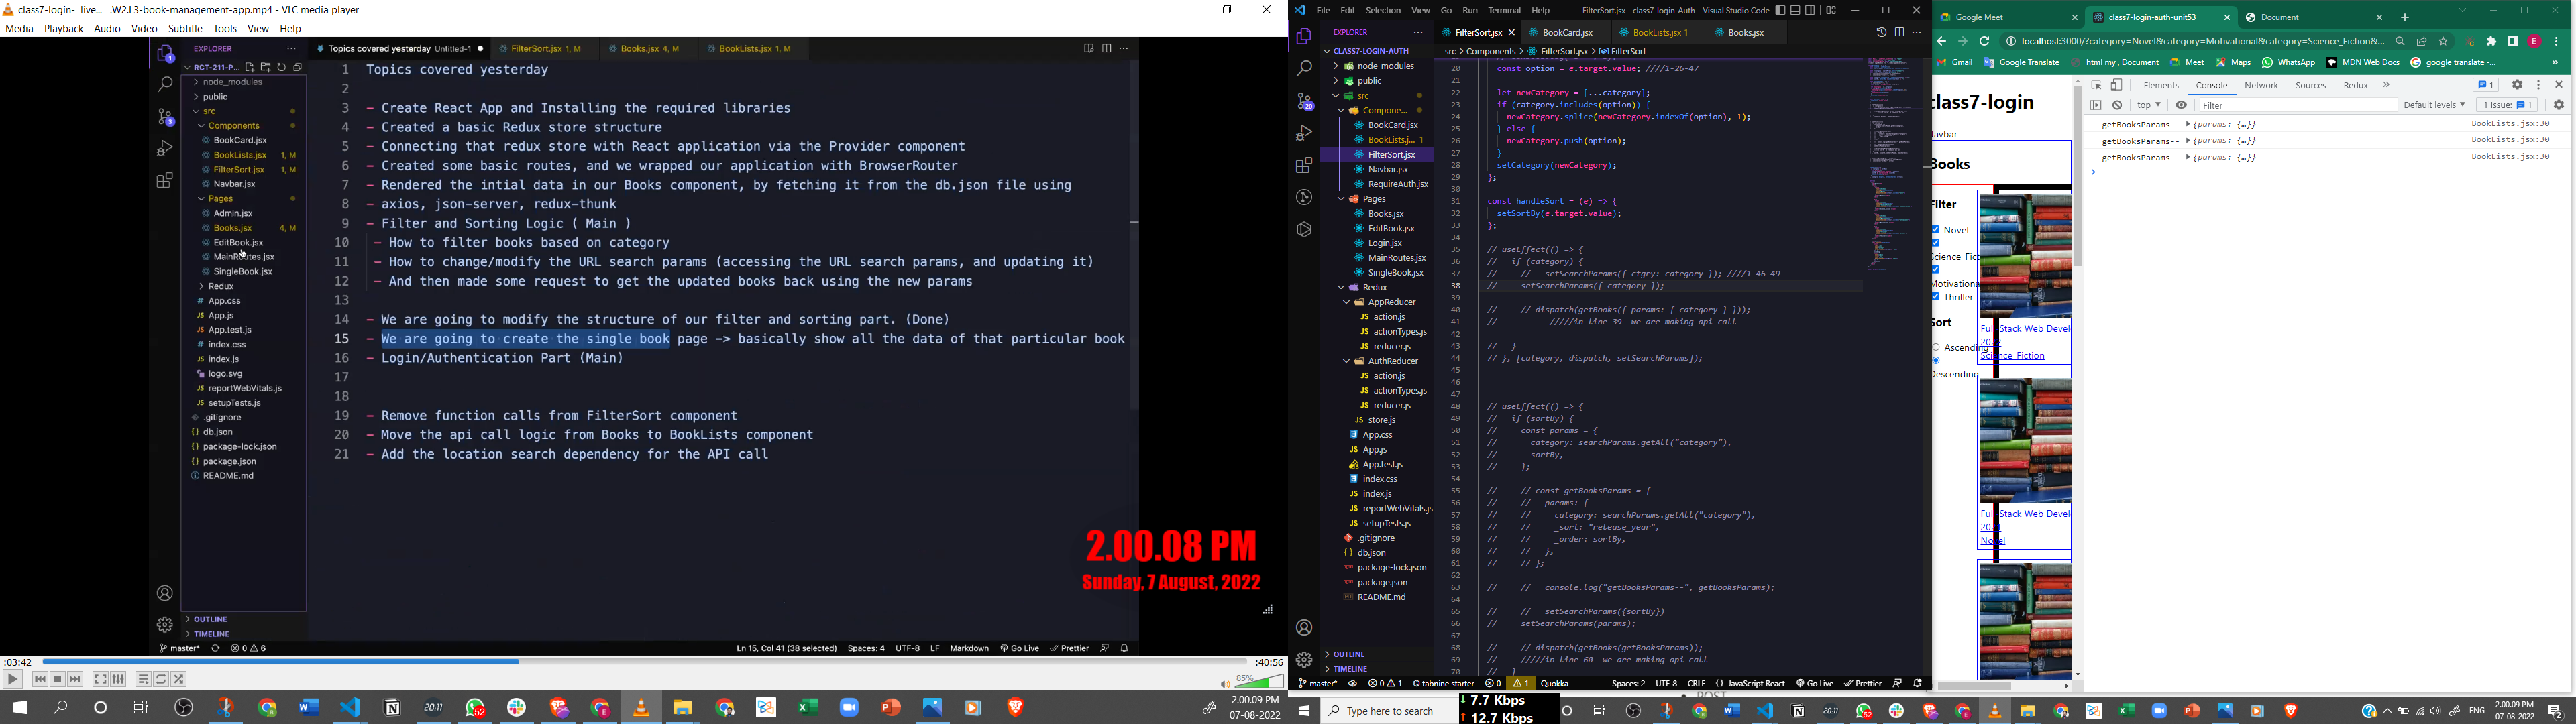 class7-login- live... .W2.L3-book-management-app.mp4 - VLC media player
Media Playback Audio Video Subtitle Tools View Help
EXPLORER
RCT-211-P...
node_modules
public
src
Components
BookCard.jsx
BookLists.jsx 1, M
FilterSort.jsx 1, M
Navbar.jsx
Pages
Admin.jsx
Books.jsx 4, M
EditBook.jsx
MainRoutes.jsx
SingleBook.jsx
Redux
App.css
App.js
App.test.js
index.css
index.js
logo.svg
reportWebVitals.js
setupTests.js
.gitignore
db.json
package-lock.json
package.json
README.md
OUTLINE
TIMELINE
Topics covered yesterday Untitled-1 FilterSort.jsx 1, M Books.jsx 4, M BookLists.jsx 1, M
1 Topics covered yesterday
2
3 - Create React App and Installing the required libraries
4 - Created a basic Redux store structure
5 - Connecting that redux store with React application via the Provider component
6 - Created some basic routes, and we wrapped our application with BrowserRouter
7 - Rendered the intial data in our Books component, by fetching it from the db.json file using
8 - axios, json-server, redux-thunk
9 - Filter and Sorting Logic ( Main )
10 - How to filter books based on category
11 - How to change/modify the URL search params (accessing the URL search params, and updating it)
12 - And then made some request to get the updated books back using the new params
13
14 - We are going to modify the structure of our filter and sorting part. (Done)
15 - We are going to create the single book page -> basically show all the data of that particular book
16 - Login/Authentication Part (Main)
17
18
19 - Remove function calls from FilterSort component
20 - Move the api call logic from Books to BookLists component
21 - Add the location search dependency for the API call
2.00.08 PM
Sunday, 7 August, 2022
master* 0 6 Ln 15, Col 41 (38 selected) Spaces: 4 UTF-8 LF Markdown Go Live Prettier
:03:42 :40:56
85%
20:11 52 2.00.09 PM
07-08-2022
File Edit Selection View Go Run Terminal Help FilterSort.jsx - class7-login-Auth - Visual Studio Code
EXPLORER
CLASS7-LOGIN-AUTH
node_modules
public
src
Compone...
BookCard.jsx
BookLists.j... 1
FilterSort.jsx
Navbar.jsx
RequireAuth.jsx
Pages
Books.jsx
EditBook.jsx
Login.jsx
MainRoutes.jsx
SingleBook.jsx
Redux
AppReducer
action.js
actionTypes.js
reducer.js
AuthReducer
action.js
actionTypes.js
reducer.js
store.js
App.css
App.js
App.test.js
index.css
index.js
reportWebVitals.js
setupTests.js
.gitignore
db.json
package-lock.json
package.json
README.md
OUTLINE
TIMELINE
FilterSort.jsx BookCard.jsx BookLists.jsx 1 Books.jsx
src > Components > FilterSort.jsx > FilterSort
20 const option = e.target.value; ////1-26-47
21
22 let newCategory = [...category];
23 if (category.includes(option)) {
24 newCategory.splice(newCategory.indexOf(option), 1);
25 } else {
26 newCategory.push(option);
27 }
28 setCategory(newCategory);
29 };
30
31 const handleSort = (e) => {
32 setSortBy(e.target.value);
33 };
34
35 // useEffect(() => {
36 // if (category) {
37 // // setSearchParams({ ctgry: category }); ////1-46-49
38 // setSearchParams({ category });
39
40 // // dispatch(getBooks({ params: { category } }));
41 // /////in line-39 we are making api call
42
43 // }
44 // }, [category, dispatch, setSearchParams]);
45
46
47
48 // useEffect(() => {
49 // if (sortBy) {
50 // const params = {
51 // category: searchParams.getAll("category"),
52 // sortBy,
53 // };
54
55 // // const getBooksParams = {
56 // // params: {
57 // // category: searchParams.getAll("category"),
58 // // _sort: "release_year",
59 // // _order: sortBy,
60 // // },
61 // // };
62
63 // // console.log("getBooksParams--", getBooksParams);
64
65 // // setSearchParams({sortBy})
66 // setSearchParams(params);
67
68 // // dispatch(getBooks(getBooksParams));
69 // /////in line-60 we are making api call
70 // }
master* 0 1 tabnine starter 0 1 Quokka Spaces: 2 UTF-8 CRLF JavaScript React Go Live Prettier
Type here to search
7.7 Kbps
12.7 Kbps
POST
Google Meet class7-login-auth-unit53 Document
localhost:3000/?category=Novel&category=Motivational&category=Science_Fiction&...
Gmail Google Translate html my , Document Meet Maps WhatsApp MDN Web Docs google translate -...
class7-login
Navbar
Books
Filter
Novel
Science_Fict
Motivationa
Thriller
Sort
Ascending
Descending
Full Stack Web Devel
2022
Science_Fiction
Full Stack Web Devel
2021
Novel
Elements Console Network Sources Redux 1
top Filter Default levels 1 Issue: 1
getBooksParams-- {params: {…}} BookLists.jsx:30
getBooksParams-- {params: {…}} BookLists.jsx:30
getBooksParams-- {params: {…}} BookLists.jsx:30
20:11 52 ENG 2.00.09 PM
07-08-2022